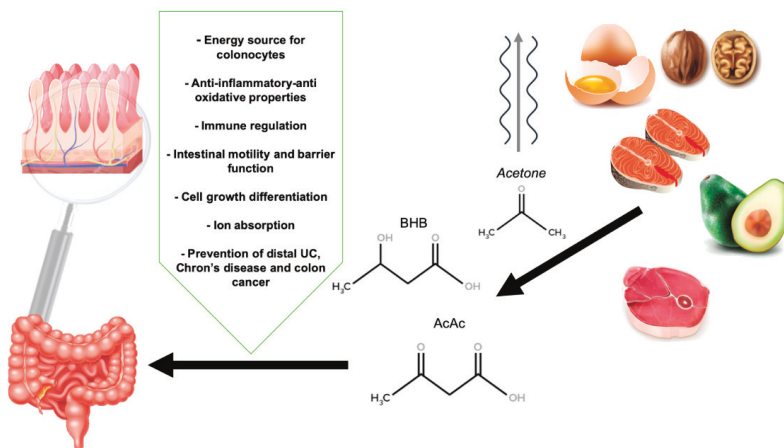 - Energy source for
colonocytes
- Anti-inflammatory-anti
oxidative properties
- Immune regulation
- Intestinal motility and barrier
function
- Cell growth differentiation
- Ion absorption
- Prevention of distal UC,
Chron's disease and colon
cancer
Acetone
O
H₃C
CH₃
BHB
OH
O
H₃C
OH
AcAc
O
O
H₃C
OH